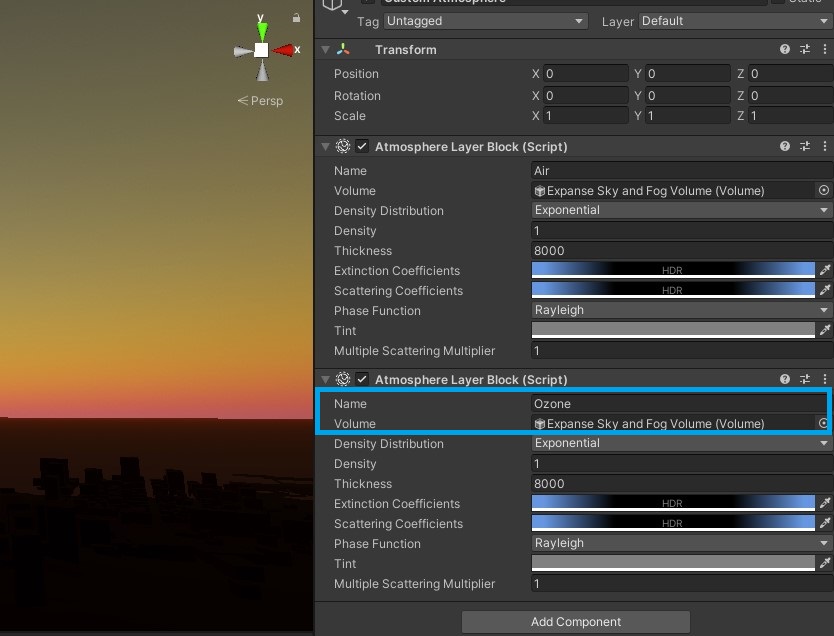 Custom Atmosphere
Static
Tag Untagged Layer Default
y
x
Persp
Transform
Position X 0 Y 0 Z 0
Rotation X 0 Y 0 Z 0
Scale X 1 Y 1 Z 1
Atmosphere Layer Block (Script)
Name Air
Volume Expanse Sky and Fog Volume (Volume)
Density Distribution Exponential
Density 1
Thickness 8000
Extinction Coefficients HDR
Scattering Coefficients HDR
Phase Function Rayleigh
Tint
Multiple Scattering Multiplier 1
Atmosphere Layer Block (Script)
Name Ozone
Volume Expanse Sky and Fog Volume (Volume)
Density Distribution Exponential
Density 1
Thickness 8000
Extinction Coefficients HDR
Scattering Coefficients HDR
Phase Function Rayleigh
Tint
Multiple Scattering Multiplier 1
Add Component